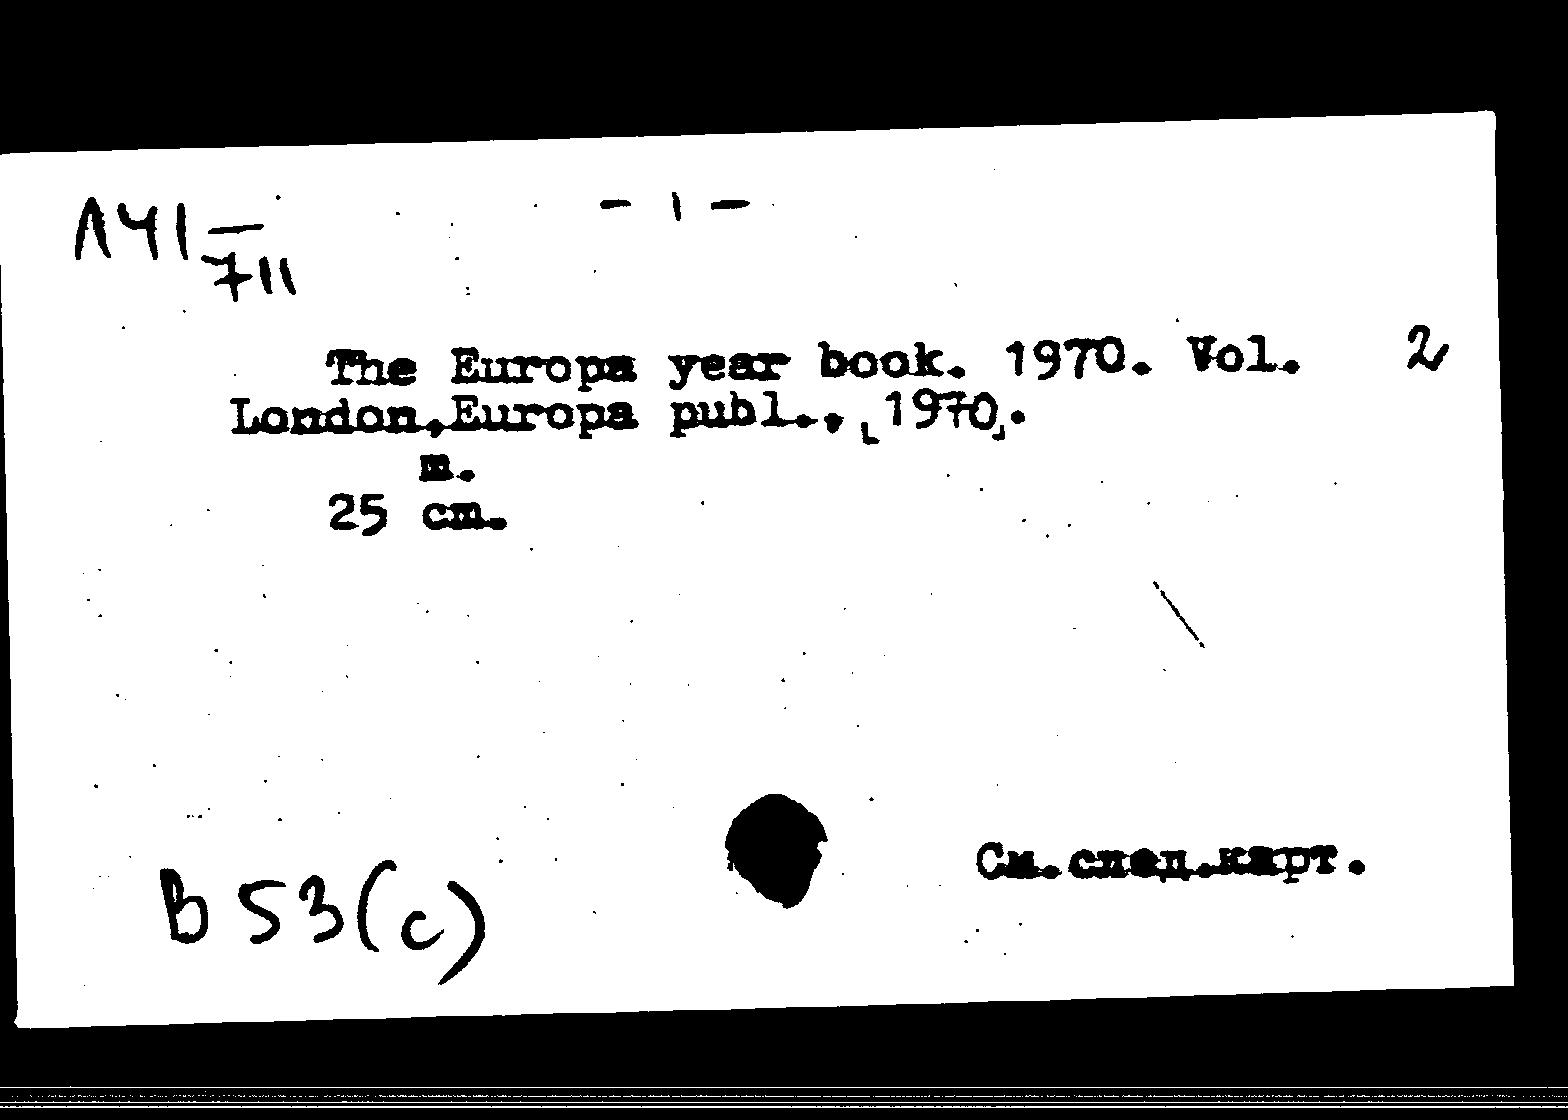 - 1 -
Л41-
711
The Europa year book. 1970. Vol. 2
London, Europa publ., [1970].
m.
25 cm.
См. след. карт.
B 53(c)